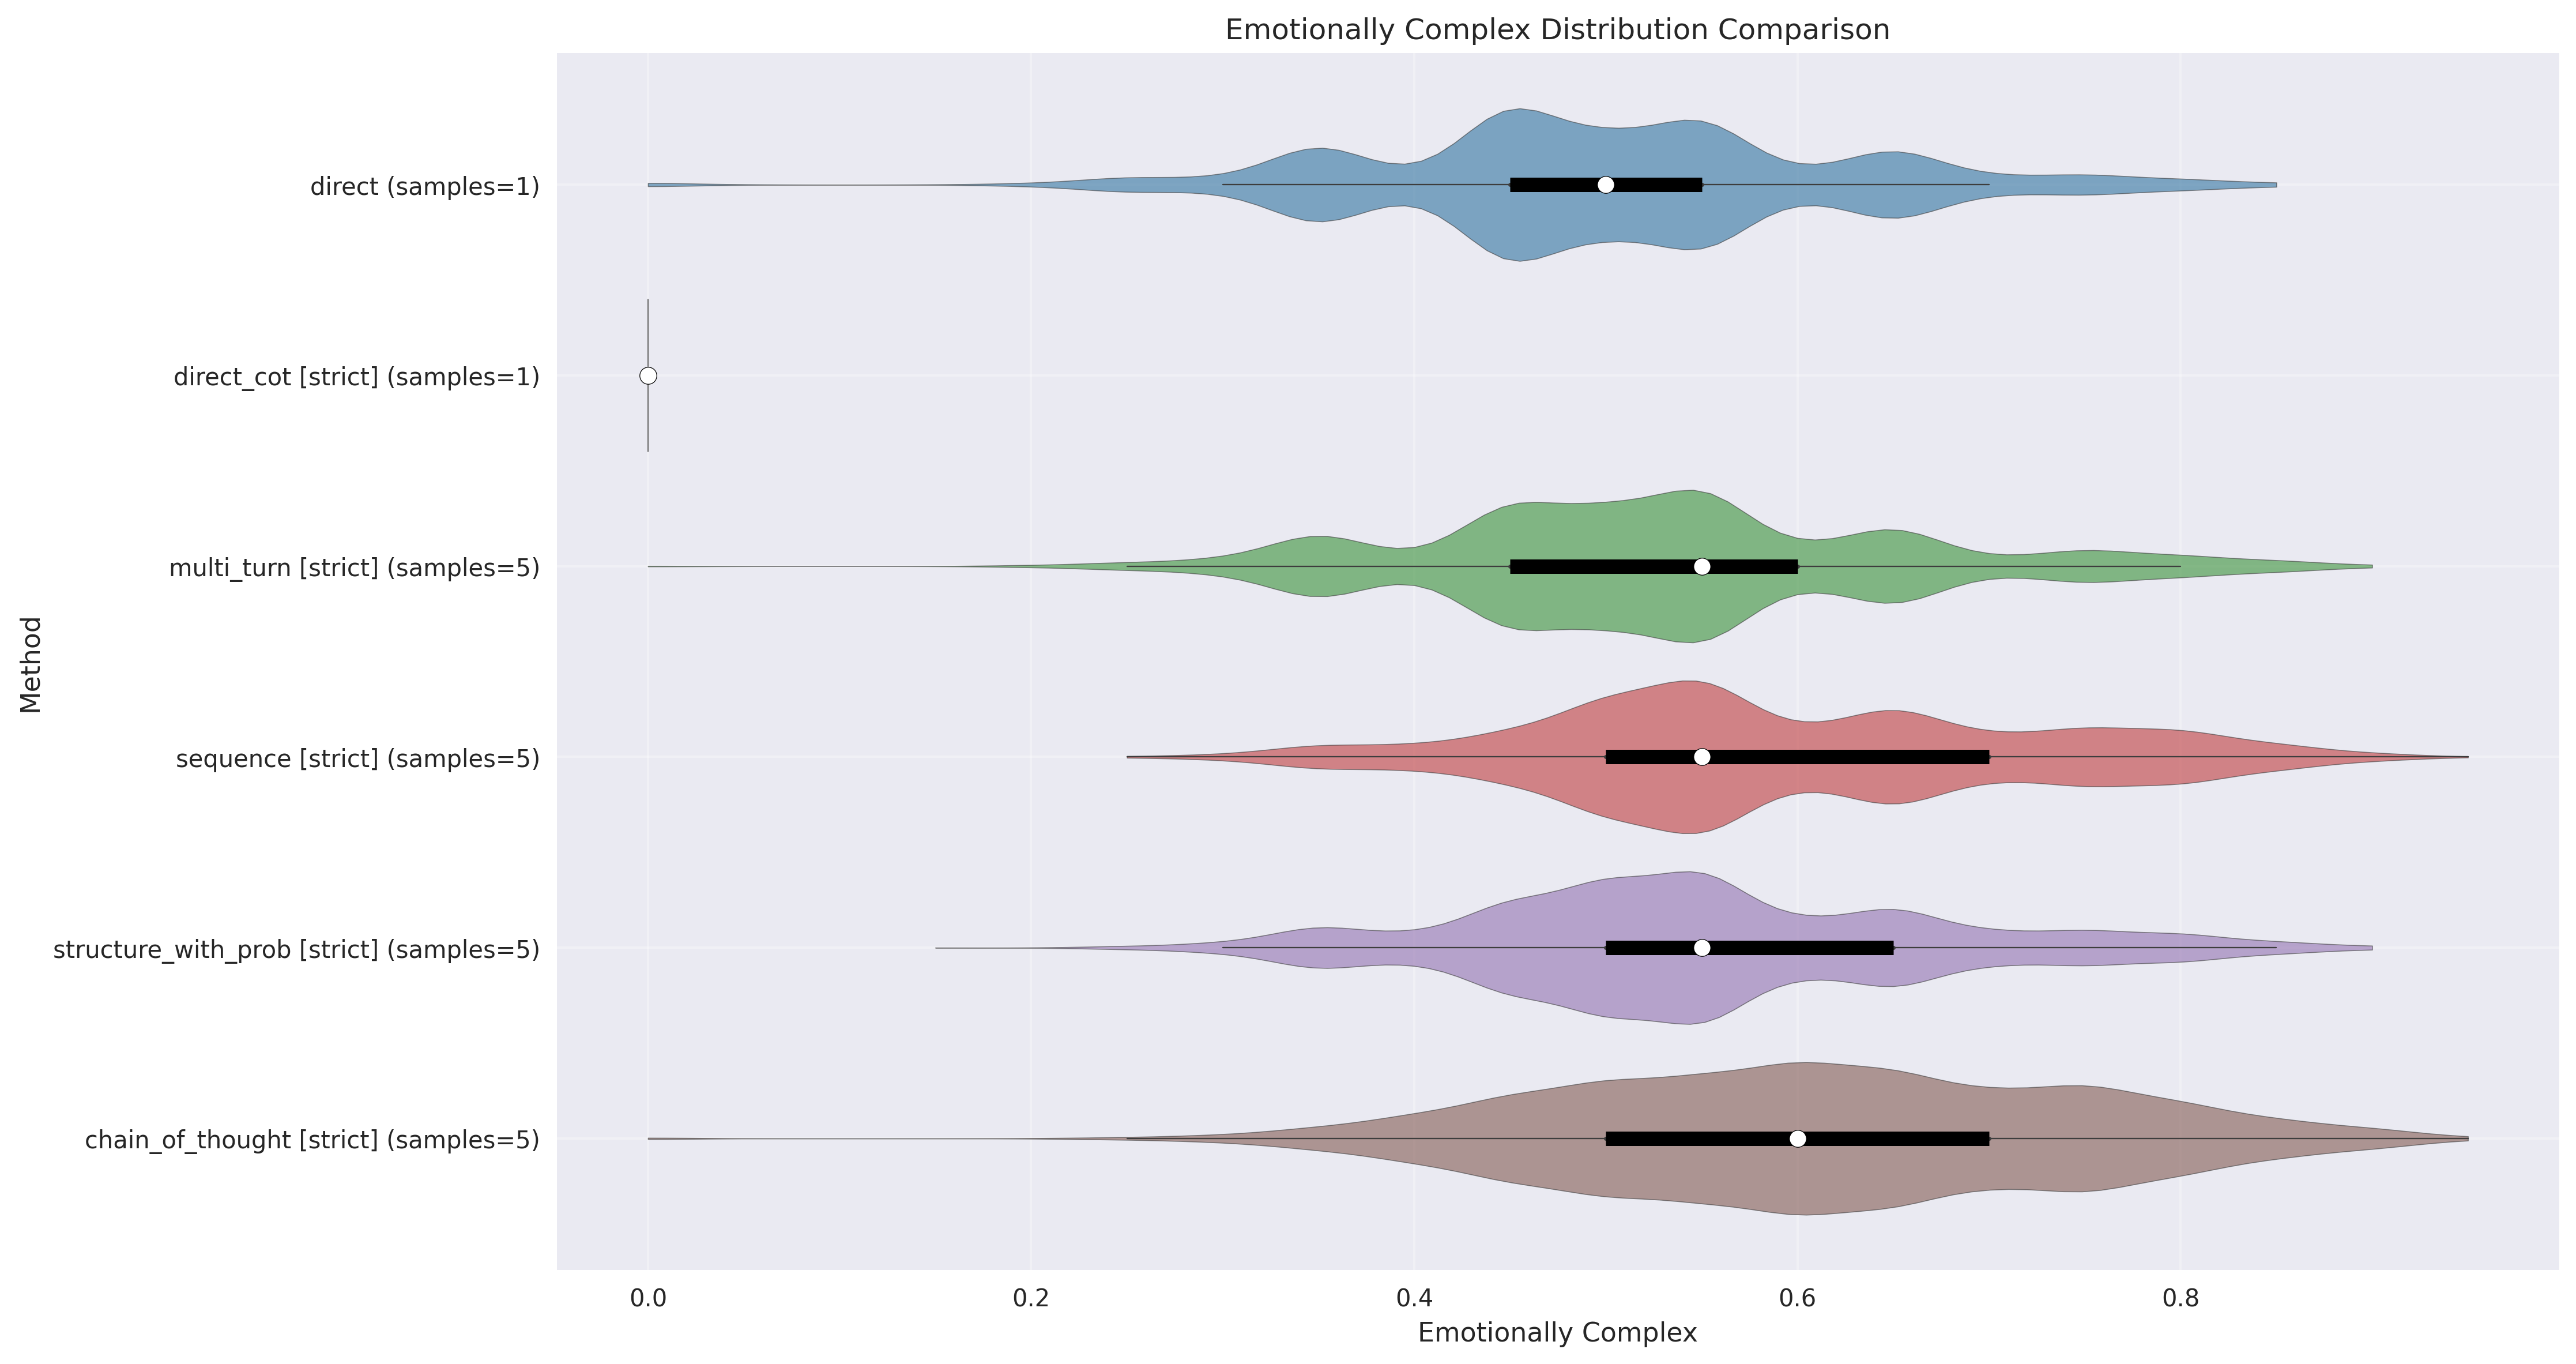 Emotionally Complex Distribution Comparison
Method
direct (samples=1)
direct_cot [strict] (samples=1)
multi_turn [strict] (samples=5)
sequence [strict] (samples=5)
structure_with_prob [strict] (samples=5)
chain_of_thought [strict] (samples=5)
0.0 0.2 0.4 0.6 0.8
Emotionally Complex